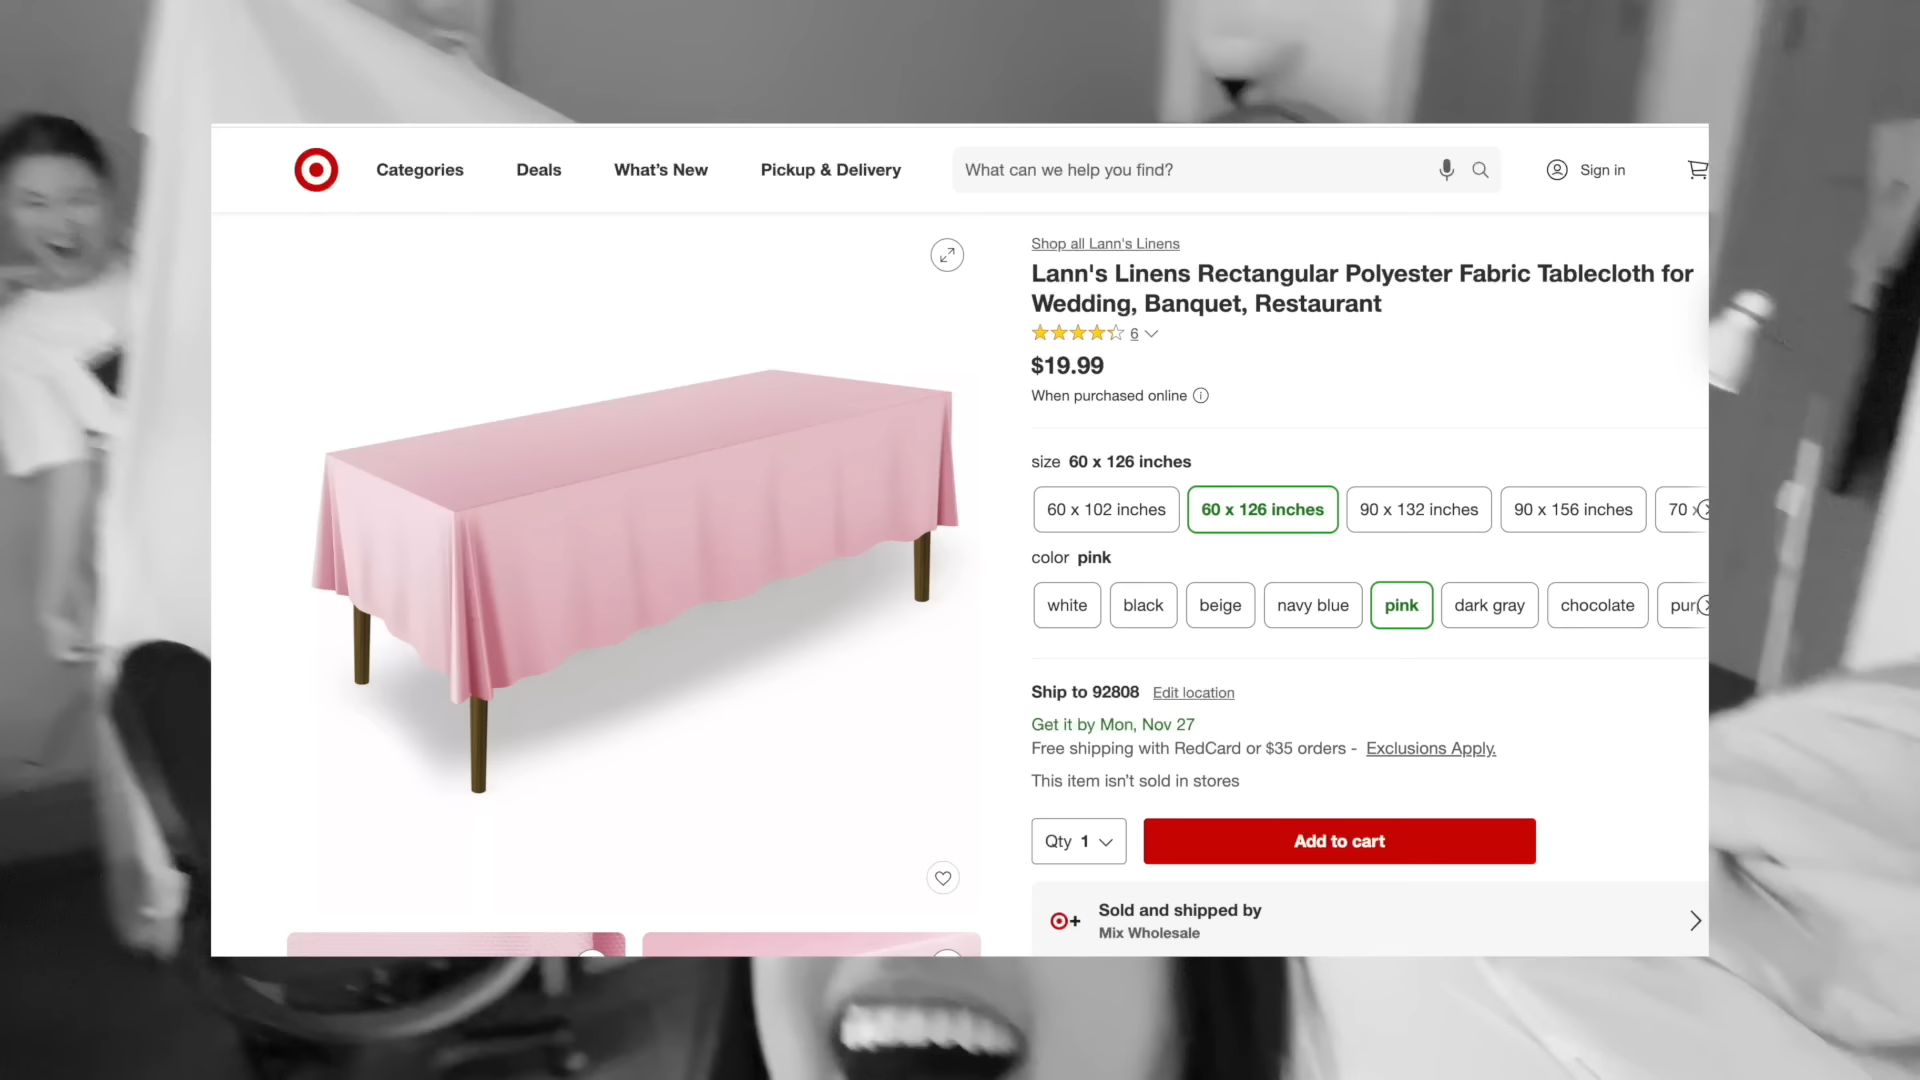 Categories
Deals
What's New
Pickup & Delivery
What can we help you find?
Sign in
Shop all Lann's Linens
Lann's Linens Rectangular Polyester Fabric Tablecloth for
Wedding, Banquet, Restaurant
6
$19.99
When purchased online
size 60 x 126 inches
60 x 102 inches
60 x 126 inches
90 x 132 inches
90 x 156 inches
70
color pink
white
black
beige
navy blue
pink
dark gray
chocolate
Ship to 92808 Edit location
Get it by Mon, Nov 27
Free shipping with RedCard or $35 orders - Exclusions Apply.
This item isn't sold in stores
Qty 1
Add to cart
Sold and shipped by
Mix Wholesale